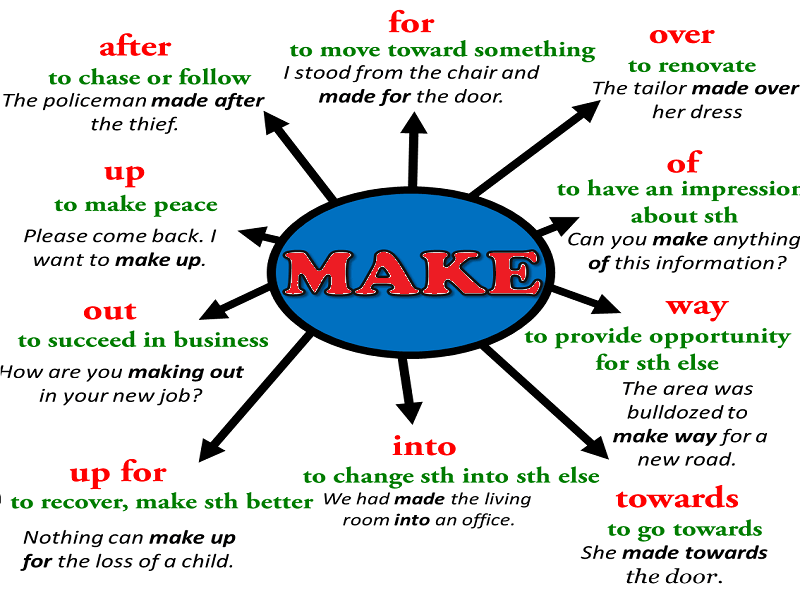 after
to chase or follow
The policeman made after
the thief.
for
to move toward something
I stood from the chair and
made for the door.
over
to renovate
The tailor made over
her dress
up
to make peace
Please come back. I
want to make up.
of
to have an impression
about sth
Can you make anything
of this information?
MAKE
out
to succeed in business
How are you making out
in your new job?
way
to provide opportunity
for sth else
The area was
bulldozed to
make way for a
new road.
up for
to recover, make sth better
Nothing can make up
for the loss of a child.
into
to change sth into sth else
We had made the living
room into an office.
towards
to go towards
She made towards
the door.